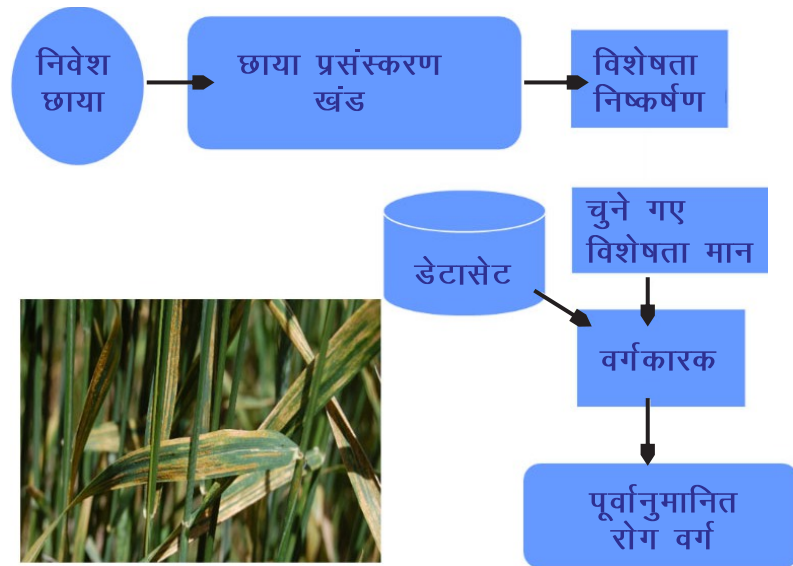 निवेश
छाया
छाया प्रसंस्करण
खंड
विशेषता
निष्कर्षण
चुने गए
विशेषता मान
डेटासेट
वर्गकारक
पूर्वानुमानित
रोग वर्ग